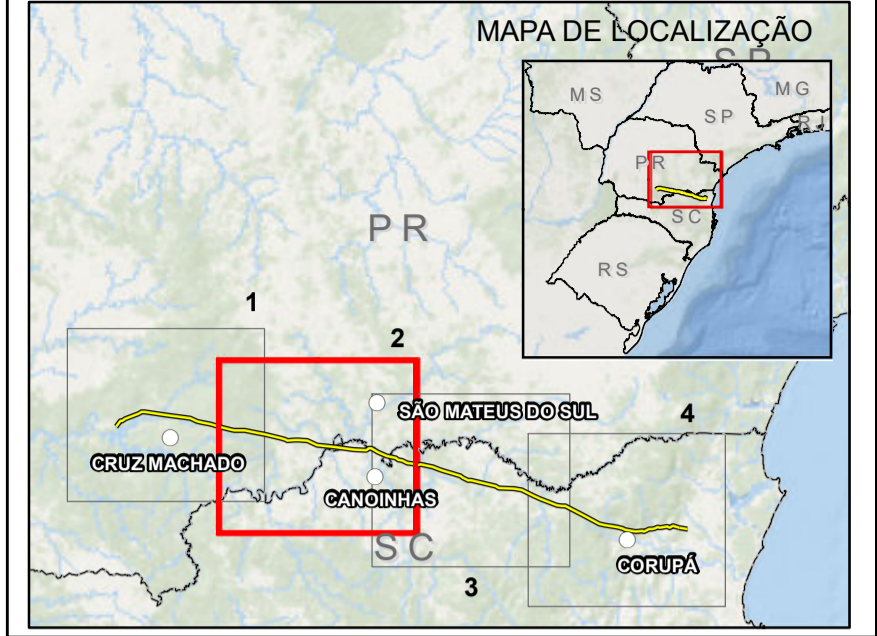 MAPA DE LOCALIZAÇÃO
SP
MS
MG
SP
RJ
PR
SC
RS
PR
1
2
SÃO MATEUS DO SUL
4
CRUZ MACHADO
CANOINHAS
SC
CORUPÁ
3